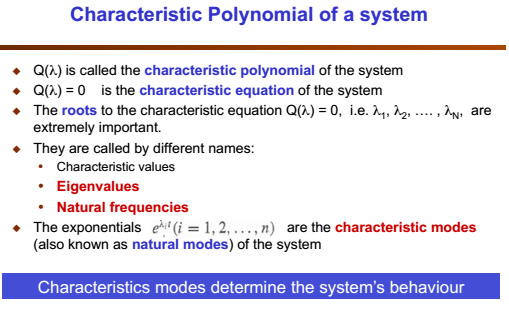 Characteristic Polynomial of a system
Q(λ) is called the characteristic polynomial of the system
Q(λ) = 0 is the characteristic equation of the system
The roots to the characteristic equation Q(λ) = 0, i.e. λ₁, λ₂, …. , λ_N, are
extremely important.
They are called by different names:
Characteristic values
Eigenvalues
Natural frequencies
The exponentials e^{λᵢt} (i = 1, 2, . . . , n) are the characteristic modes
(also known as natural modes) of the system
Characteristics modes determine the system's behaviour